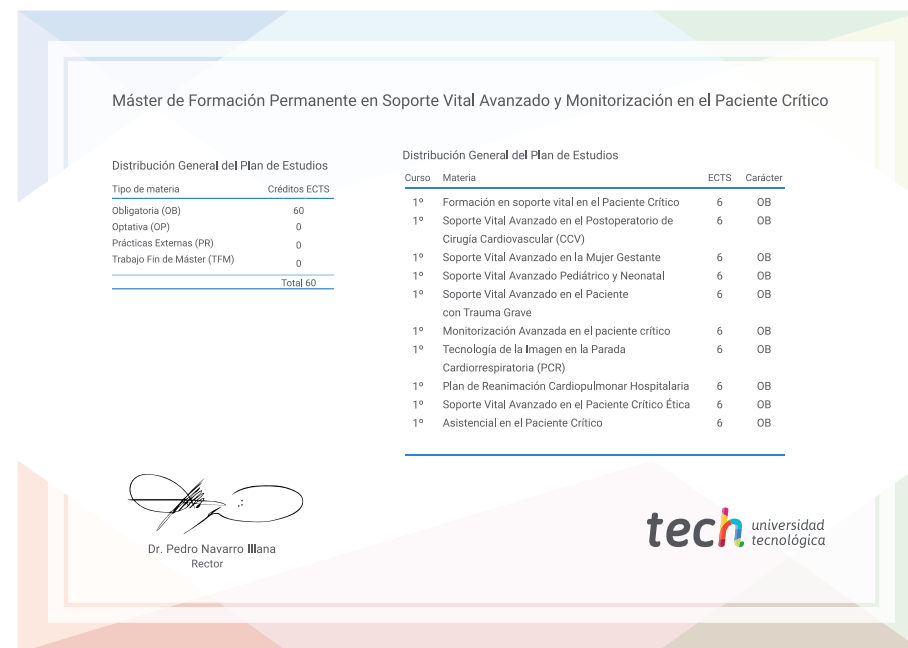 Máster de Formación Permanente en Soporte Vital Avanzado y Monitorización en el Paciente Crítico
Distribución General del Plan de Estudios
Tipo de materia Créditos ECTS
Obligatoria (OB) 60
Optativa (OP) 0
Prácticas Externas (PR) 0
Trabajo Fin de Máster (TFM) 0
Total 60
Distribución General del Plan de Estudios
Curso Materia ECTS Carácter
1º Formación en soporte vital en el Paciente Crítico 6 OB
1º Soporte Vital Avanzado en el Postoperatorio de 6 OB
Cirugía Cardiovascular (CCV)
1º Soporte Vital Avanzado en la Mujer Gestante 6 OB
1º Soporte Vital Avanzado Pediátrico y Neonatal 6 OB
1º Soporte Vital Avanzado en el Paciente 6 OB
con Trauma Grave
1º Monitorización Avanzada en el paciente crítico 6 OB
1º Tecnología de la Imagen en la Parada 6 OB
Cardiorrespiratoria (PCR)
1º Plan de Reanimación Cardiopulmonar Hospitalaria 6 OB
1º Soporte Vital Avanzado en el Paciente Crítico Ética 6 OB
1º Asistencial en el Paciente Crítico 6 OB
Dr. Pedro Navarro Illana
Rector
tech universidad
tecnológica